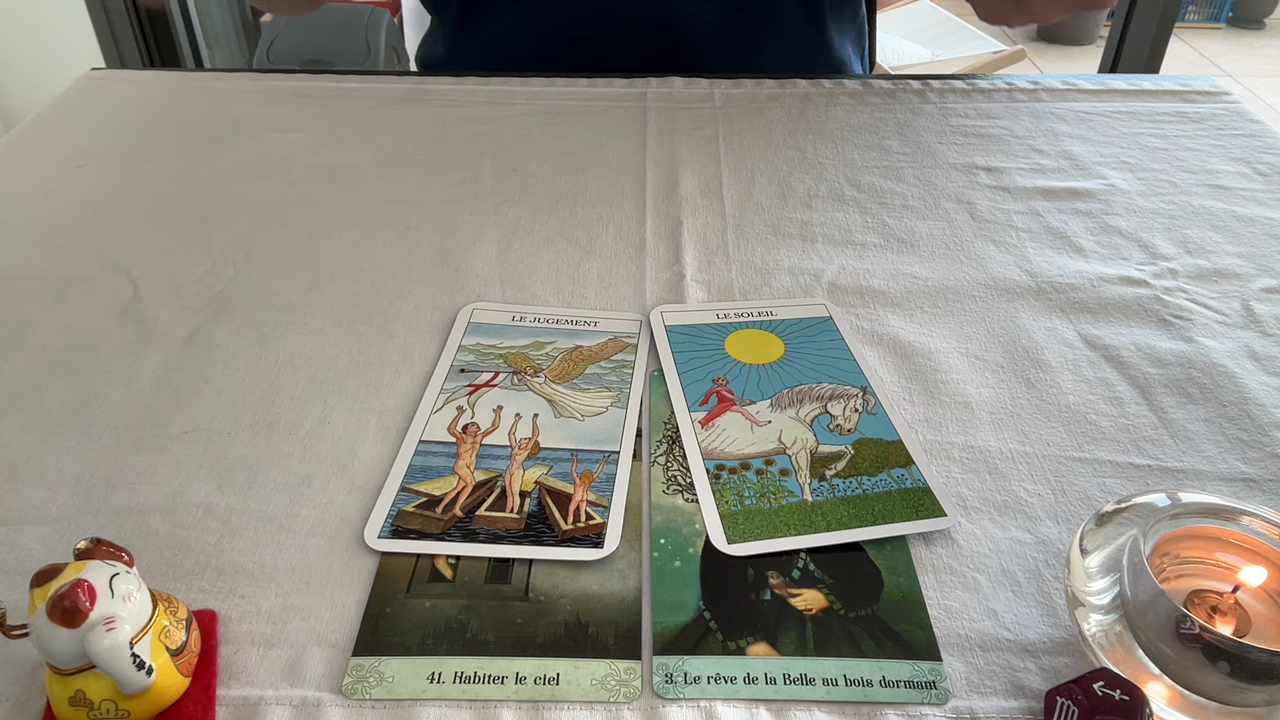 LE JUGEMENT
LE SOLEIL
41. Habiter le ciel
3. Le rêve de la Belle au bois dormant